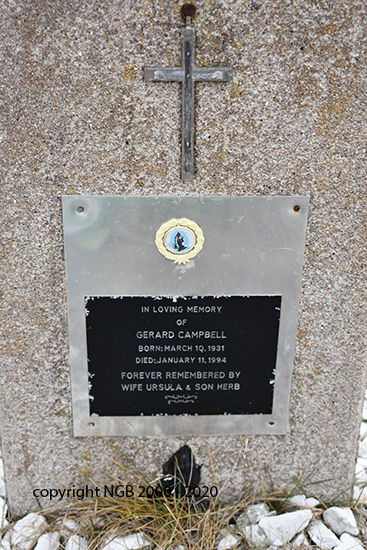 IN LOVING MEMORY
OF
GERARD CAMPBELL
BORN: MARCH 10, 1931
DIED: JANUARY 11, 1994
FOREVER REMEMBERED BY
WIFE URSULA & SON HERB
copyright NGB 2000 - 2020